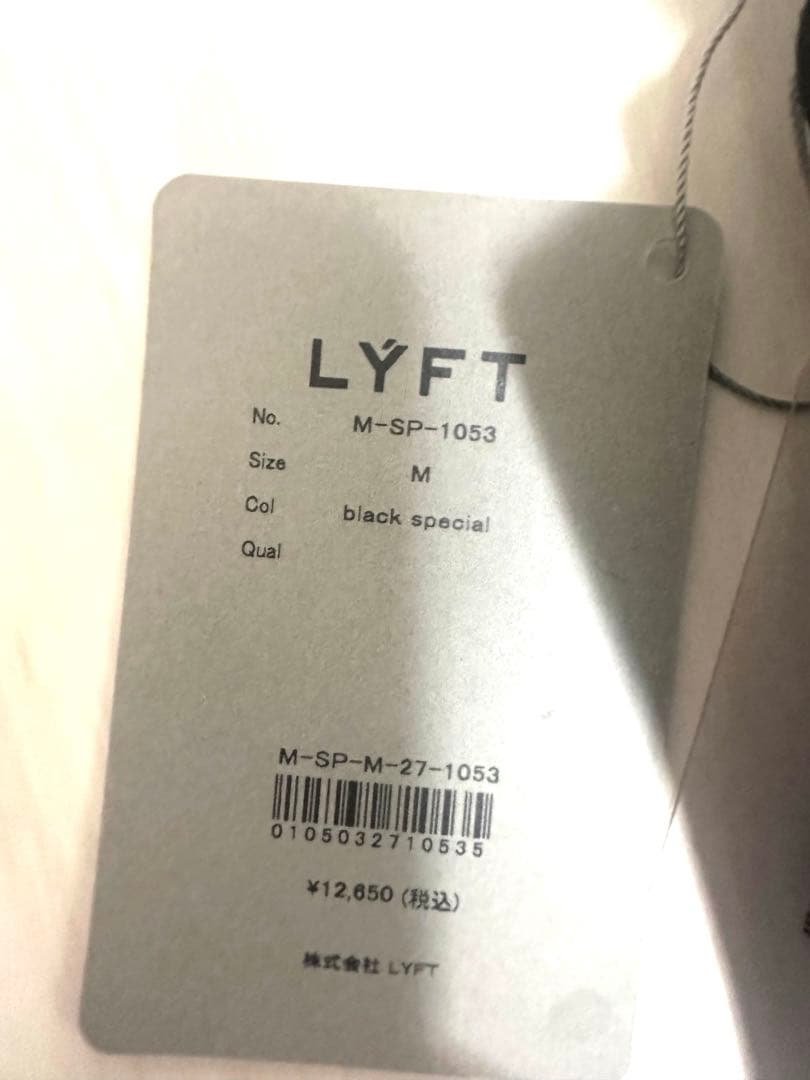 LÝFT
No. M-SP-1053
Size M
Col black special
Qual
M-SP-M-27-1053
0105032710535
¥12,650 (税込)
株式会社 LYFT